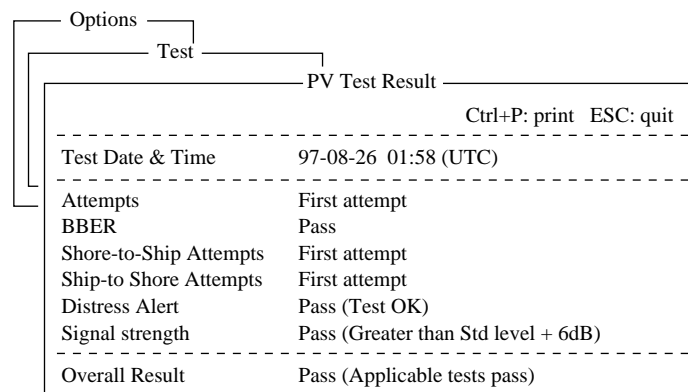 Options
Test
PV Test Result
Ctrl+P: print ESC: quit
Test Date & Time 97-08-26 01:58 (UTC)
Attempts First attempt
BBER Pass
Shore-to-Ship Attempts First attempt
Ship-to Shore Attempts First attempt
Distress Alert Pass (Test OK)
Signal strength Pass (Greater than Std level + 6dB)
Overall Result Pass (Applicable tests pass)